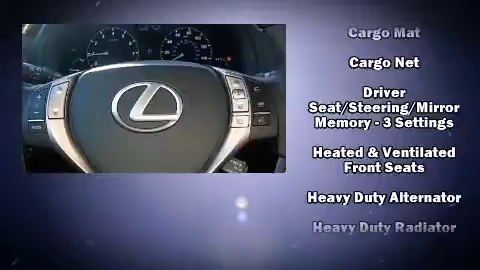 Cargo Mat
Cargo Net
Driver
Seat/Steering/Mirror
Memory - 3 Settings
Heated & Ventilated
Front Seats
Heavy Duty Alternator
Heavy Duty Radiator